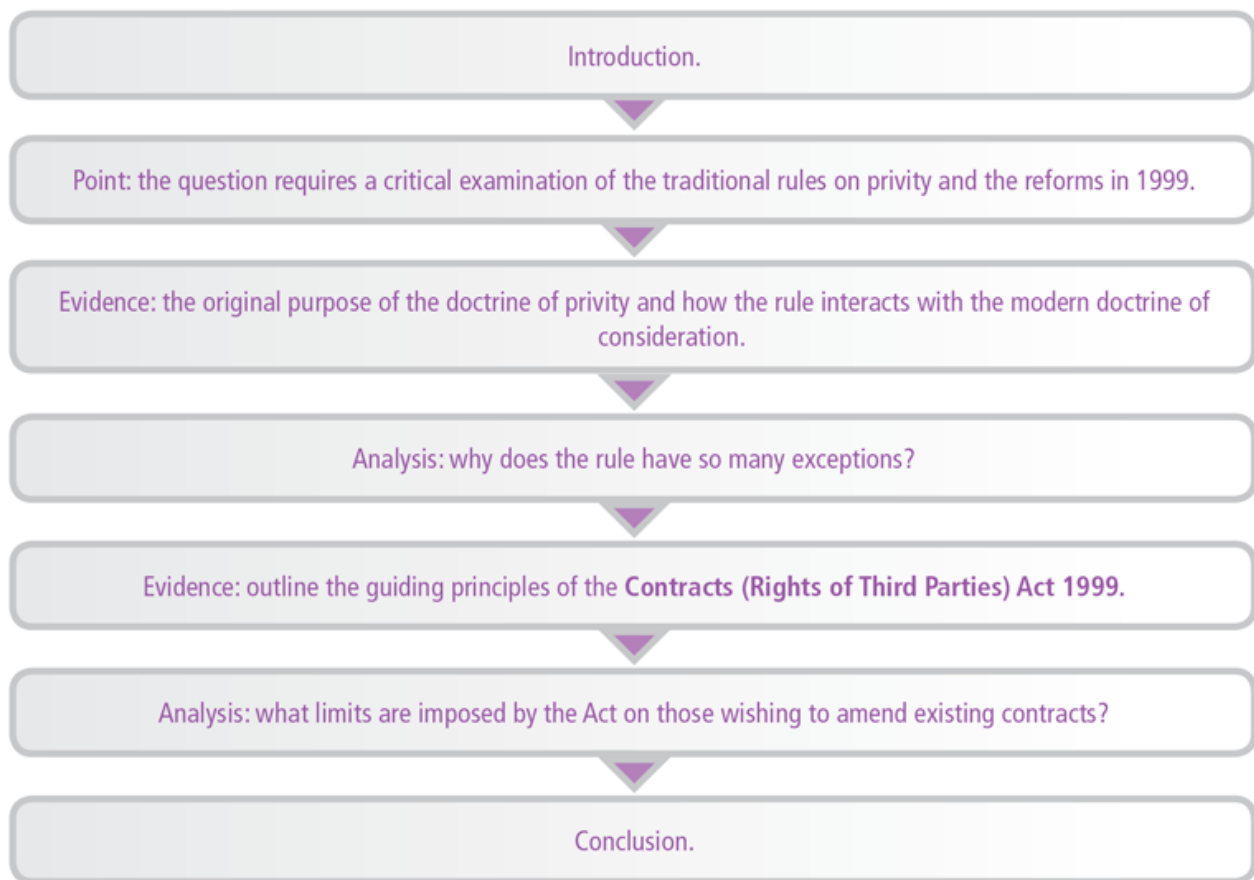 Introduction.
Point: the question requires a critical examination of the traditional rules on privity and the reforms in 1999.
Evidence: the original purpose of the doctrine of privity and how the rule interacts with the modern doctrine of
consideration.
Analysis: why does the rule have so many exceptions?
Evidence: outline the guiding principles of the Contracts (Rights of Third Parties) Act 1999.
Analysis: what limits are imposed by the Act on those wishing to amend existing contracts?
Conclusion.